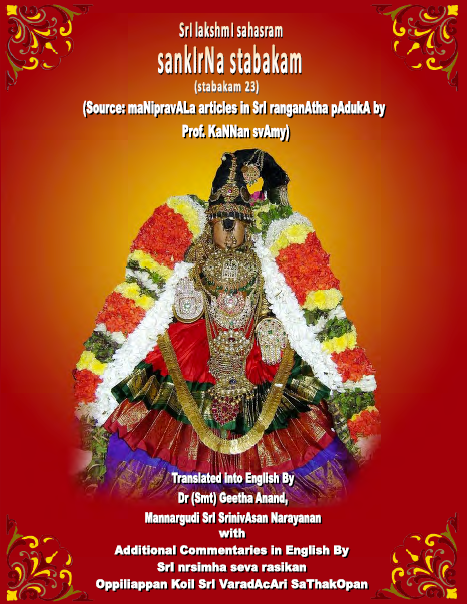 SrI lakshmI sahasram
sankIrNa stabakam
(stabakam 23)
(Source: maNipravALa articles in SrI ranganAtha pAdukA by
Prof. KaNNan svAmy)
Translated into English By
Dr (Smt) Geetha Anand,
Mannargudi SrI SrinivAsan Narayanan
with
Additional Commentaries in English By
SrI nrsimha seva rasikan
Oppiliappan Koil SrI VaradAcAri SaThakOpan